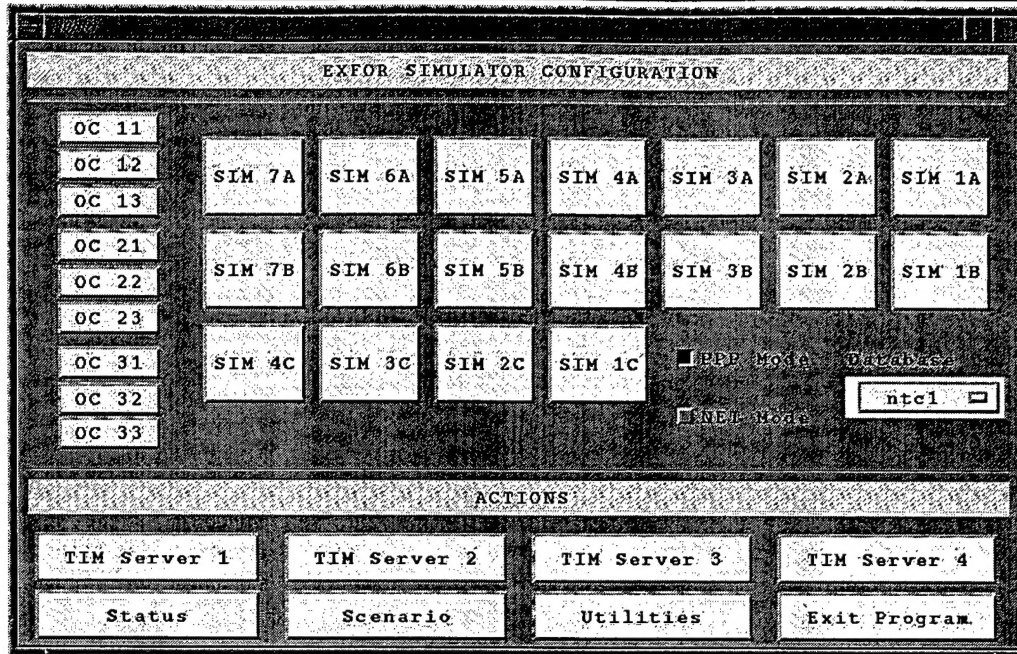 EXFOR SIMULATOR CONFIGURATION
OC 11
OC 12
OC 13
OC 21
OC 22
OC 23
OC 31
OC 32
OC 33
SIM 7A SIM 6A SIM 5A SIM 4A SIM 3A SIM 2A SIM 1A
SIM 7B SIM 6B SIM 5B SIM 4B SIM 3B SIM 2B SIM 1B
SIM 4C SIM 3C SIM 2C SIM 1C
PPP Mode Database
ntc1
NET Mode
ACTIONS
TIM Server 1 TIM Server 2 TIM Server 3 TIM Server 4
Status Scenario Utilities Exit Program